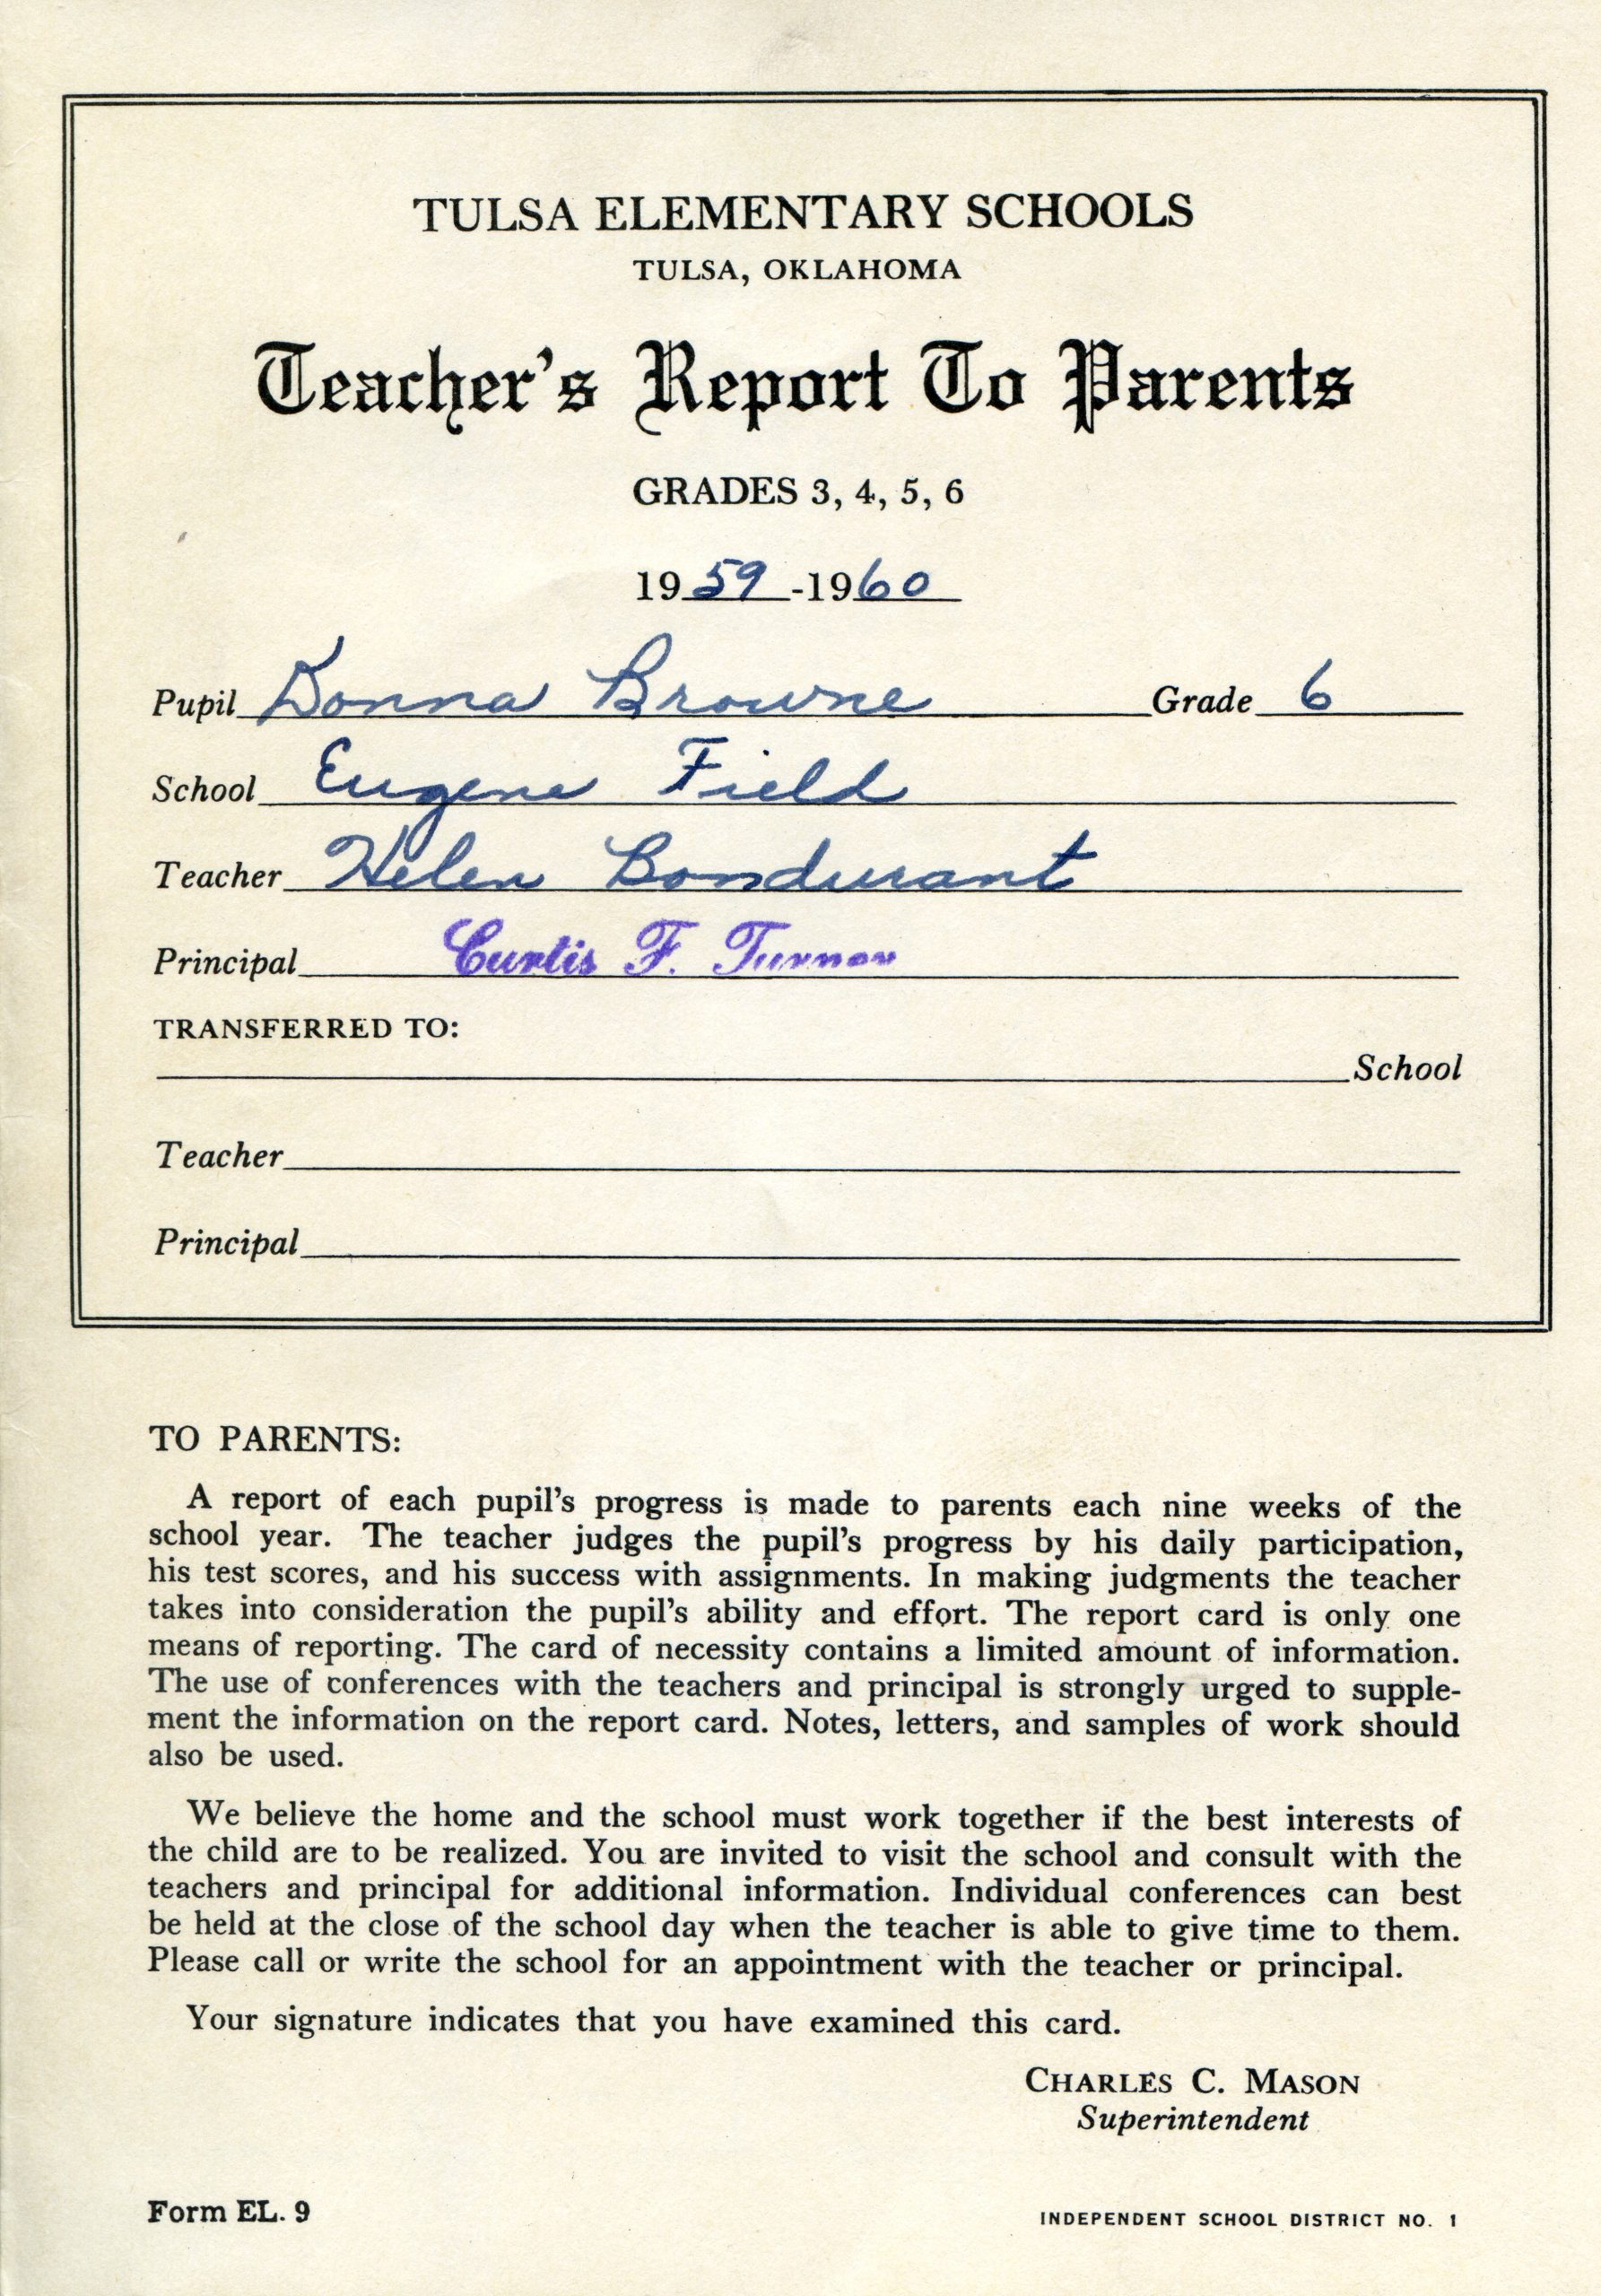 TULSA ELEMENTARY SCHOOLS
TULSA, OKLAHOMA
Teacher's Report To Parents
GRADES 3, 4, 5, 6
1959-1960
Pupil Donna Browne Grade 6
School Eugene Field
Teacher Helen Bondurant
Principal Curtis F. Turner
TRANSFERRED TO:
School
Teacher
Principal
TO PARENTS:
A report of each pupil's progress is made to parents each nine weeks of the
school year. The teacher judges the pupil's progress by his daily participation,
his test scores, and his success with assignments. In making judgments the teacher
takes into consideration the pupil's ability and effort. The report card is only one
means of reporting. The card of necessity contains a limited amount of information.
The use of conferences with the teachers and principal is strongly urged to supple-
ment the information on the report card. Notes, letters, and samples of work should
also be used.
We believe the home and the school must work together if the best interests of
the child are to be realized. You are invited to visit the school and consult with the
teachers and principal for additional information. Individual conferences can best
be held at the close of the school day when the teacher is able to give time to them.
Please call or write the school for an appointment with the teacher or principal.
Your signature indicates that you have examined this card.
CHARLES C. MASON
Superintendent
Form EL. 9
INDEPENDENT SCHOOL DISTRICT NO. 1